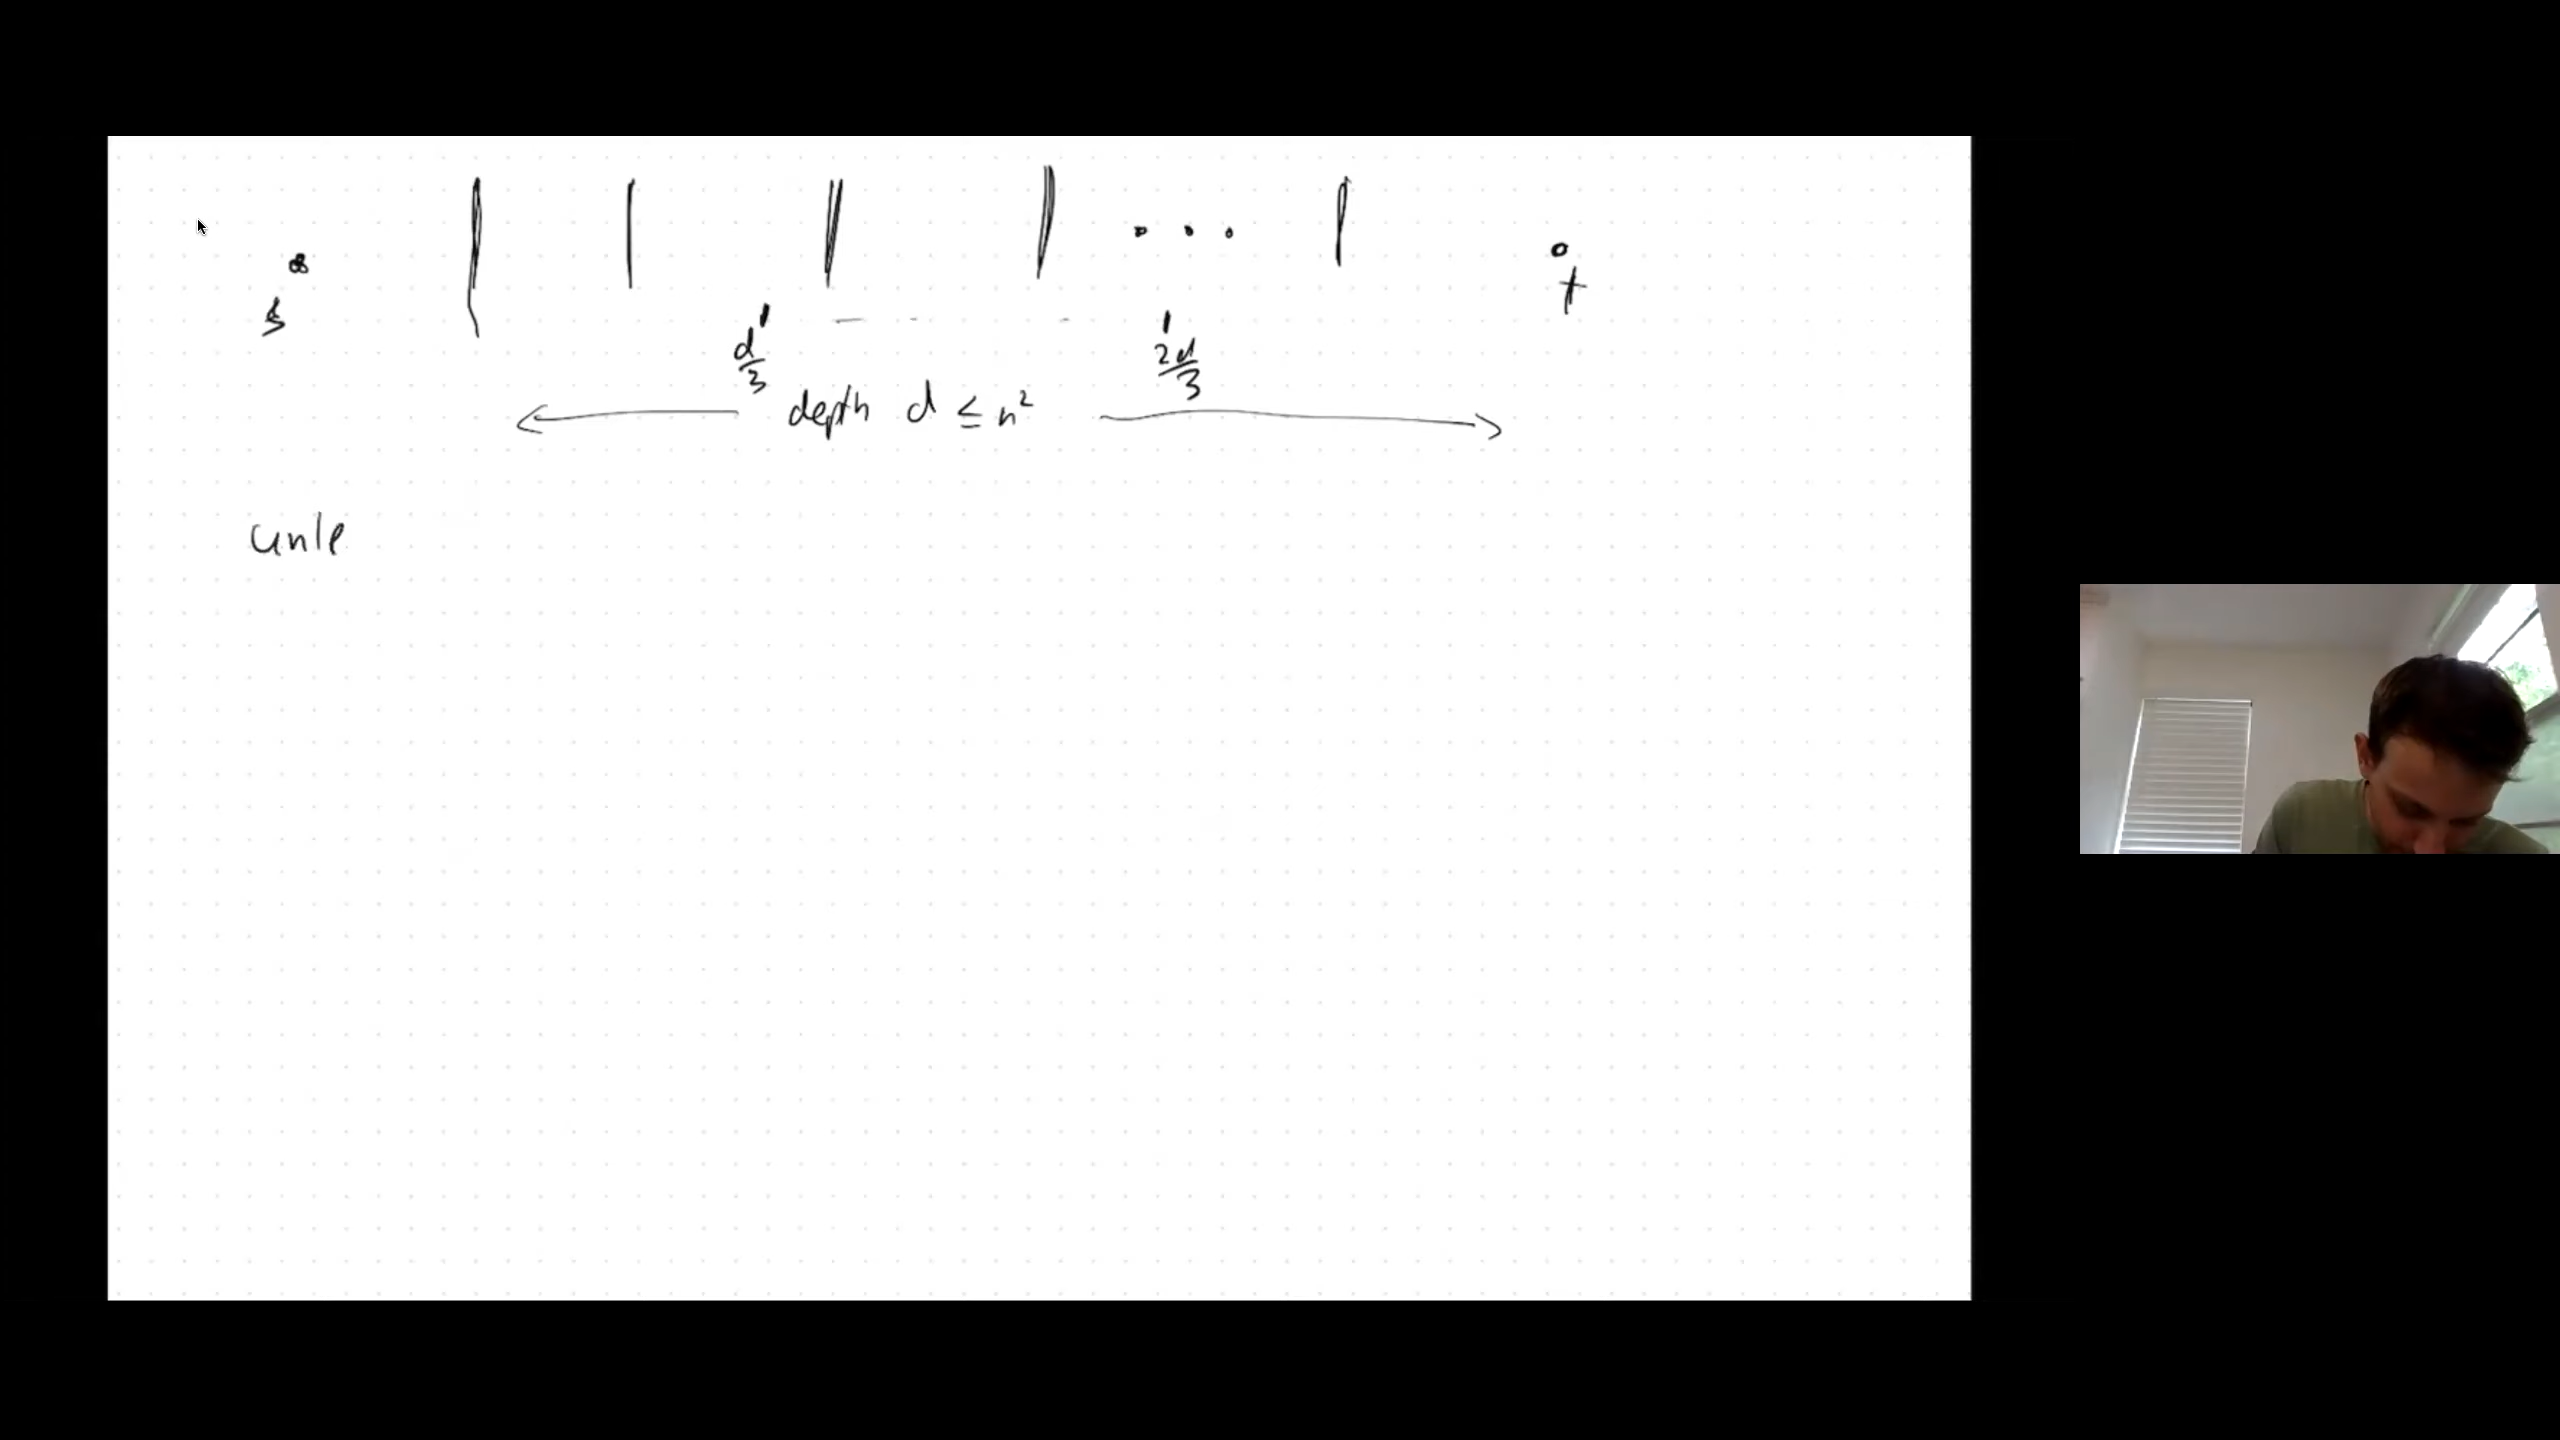 s t
d/3 2d/3
depth d ≤ n²
unle